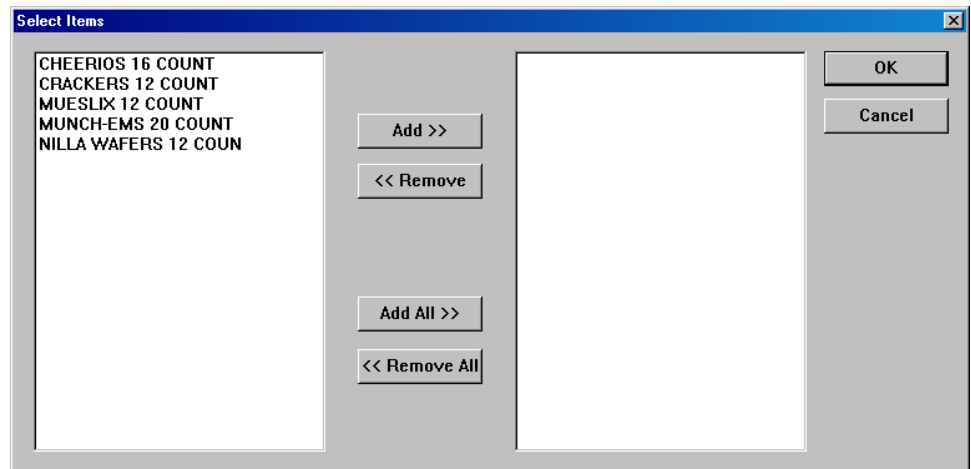 Select Items
CHEERIOS 16 COUNT
CRACKERS 12 COUNT
MUESLIX 12 COUNT
MUNCH-EMS 20 COUNT
NILLA WAFERS 12 COUN
Add >>
<< Remove
Add All >>
<< Remove All
OK
Cancel